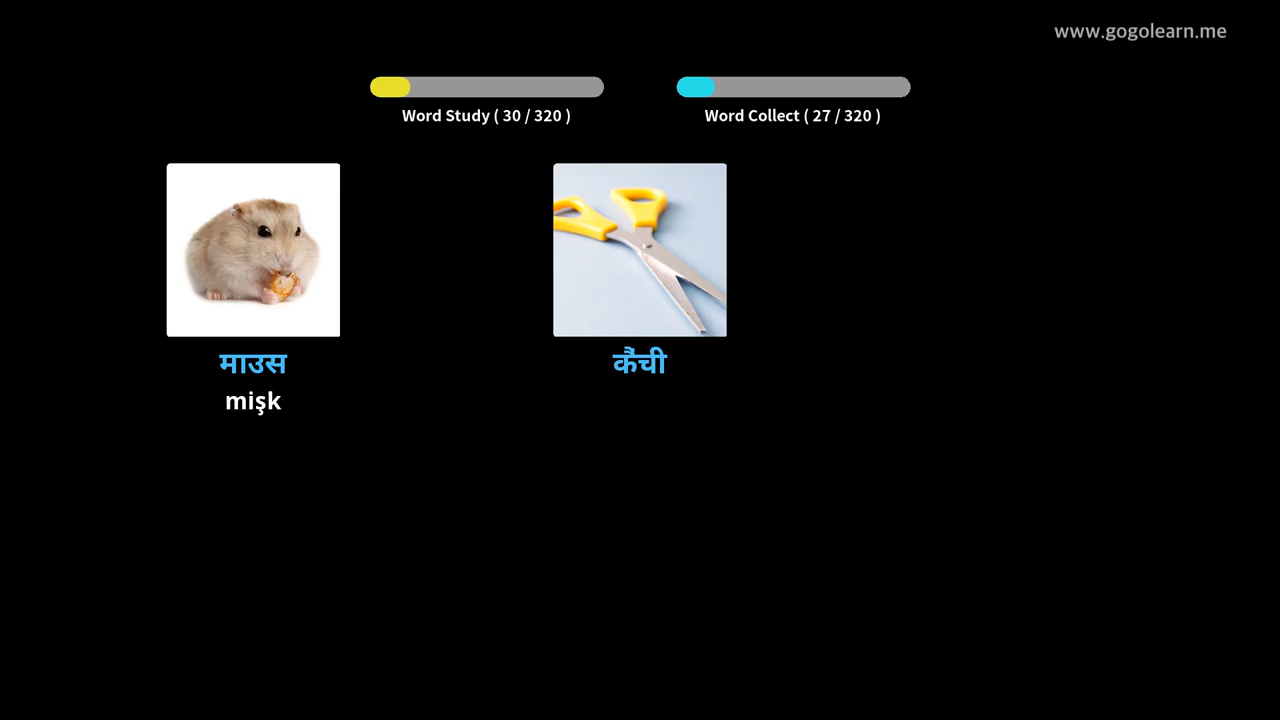 www.gogolearn.me
Word Study ( 30 / 320 )
Word Collect ( 27 / 320 )
माउस
mişk
कैंची